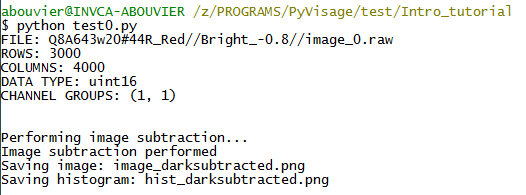 abouvier@INVCA-ABOUVIER /z/PROGRAMS/PyVisage/test/Intro_tutorial
$ python test0.py
FILE: Q8A643w20#44R_Red//Bright_-0.8//image_0.raw
ROWS: 3000
COLUMNS: 4000
DATA TYPE: uint16
CHANNEL GROUPS: (1, 1)
Performing image subtraction...
Image subtraction performed
Saving image: image_darksubtracted.png
Saving histogram: hist_darksubtracted.png